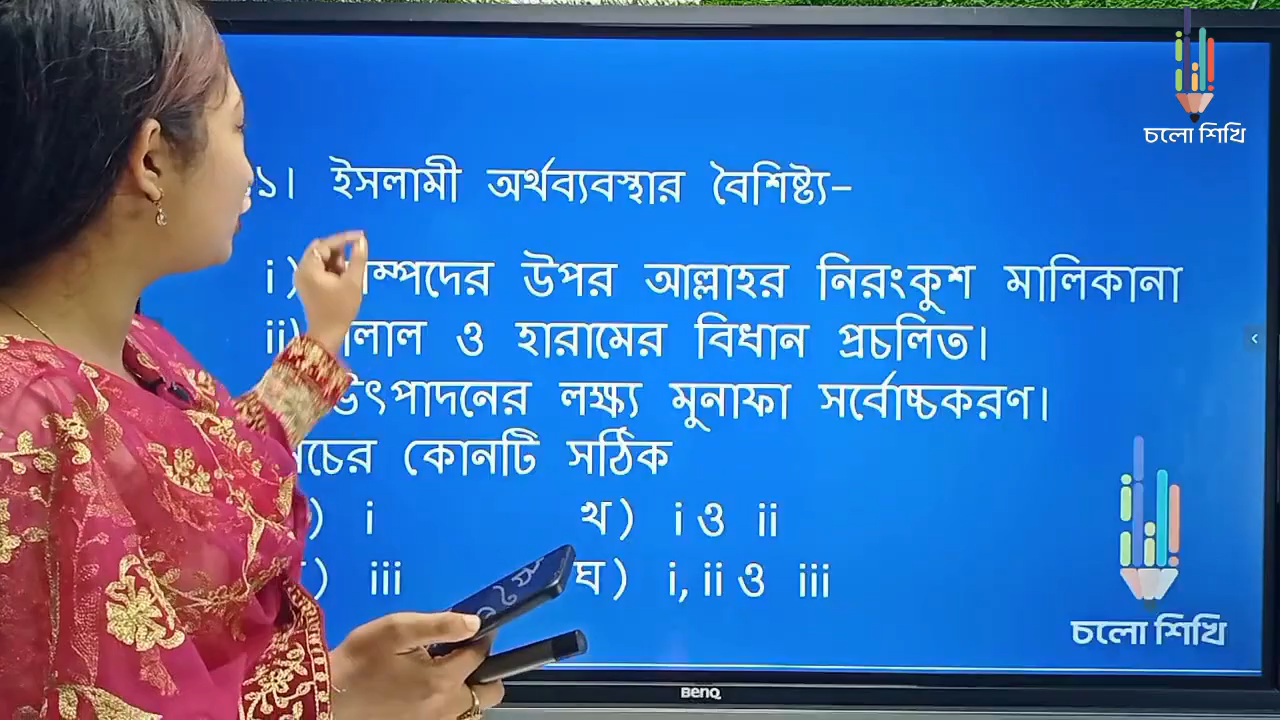 চলো শিখি
১। ইসলামী অর্থব্যবস্থার বৈশিষ্ট্য–
i) ম্পদের উপর আল্লাহর নিরংকুশ মালিকানা
ii) লাল ও হারামের বিধান প্রচলিত।
উৎপাদনের লক্ষ্য মুনাফা সর্বোচ্চকরণ।
চের কোনটি সঠিক
) i খ) i ও ii
) iii ঘ) i, ii ও iii
চলো শিখি
BenQ